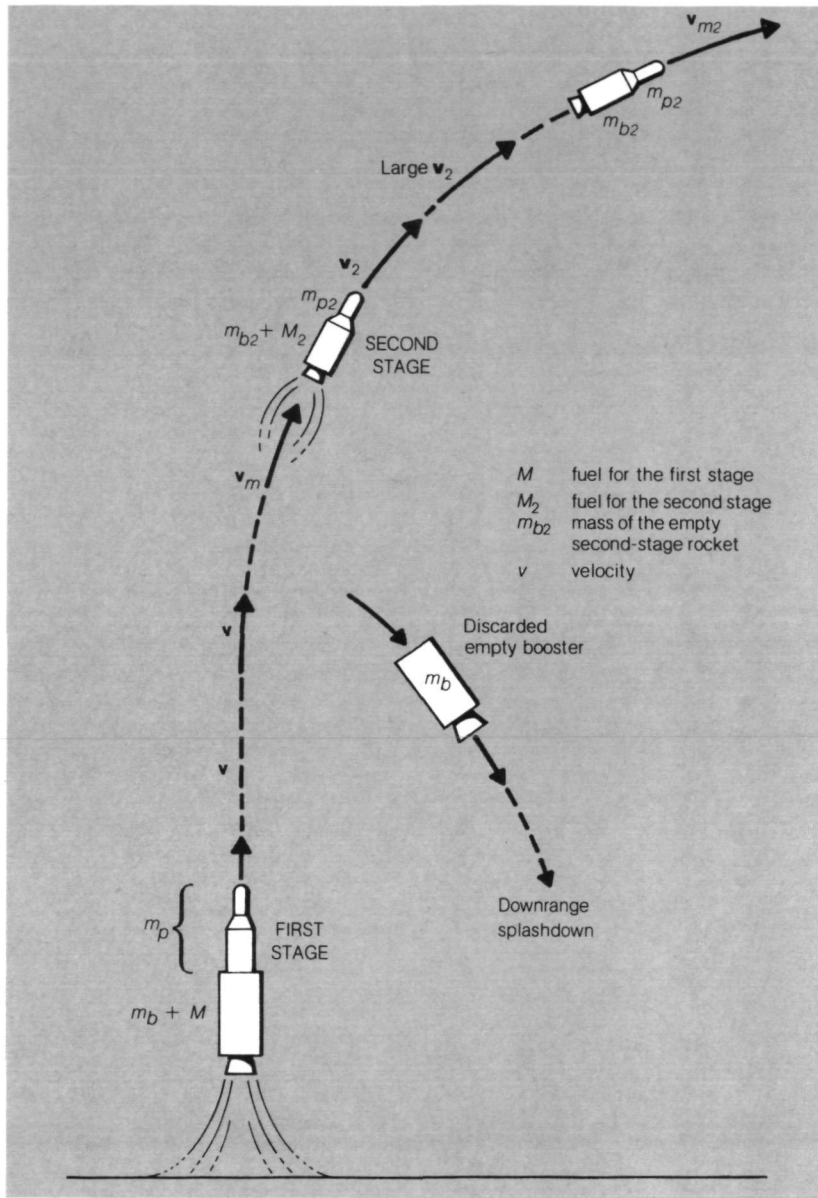 v_m2
m_p2
m_b2
Large v_2
v_2
m_p2
m_b2 + M_2
SECOND
STAGE
v_m
M fuel for the first stage
M_2 fuel for the second stage
m_b2 mass of the empty
second-stage rocket
v velocity
v
Discarded
empty booster
m_b
v
m_p
FIRST
STAGE
Downrange
splashdown
m_b + M